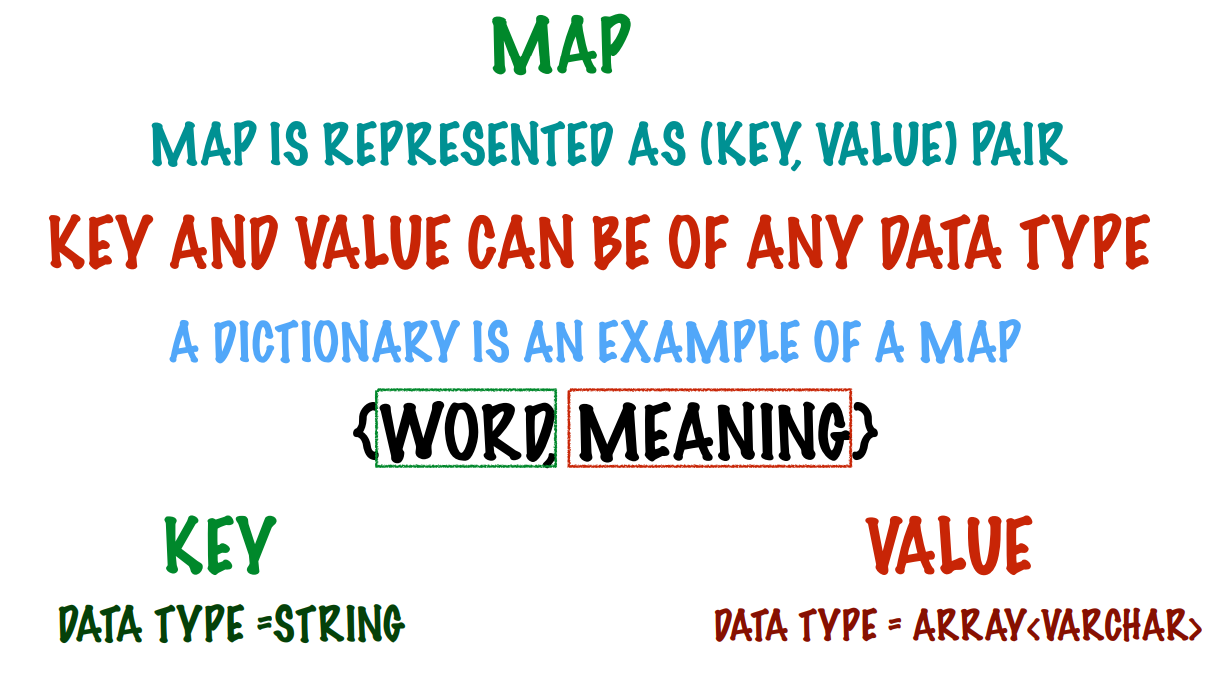 MAP
MAP IS REPRESENTED AS (KEY, VALUE) PAIR
KEY AND VALUE CAN BE OF ANY DATA TYPE
A DICTIONARY IS AN EXAMPLE OF A MAP
{WORD, MEANING}
KEY
VALUE
DATA TYPE =STRING
DATA TYPE = ARRAY<VARCHAR>